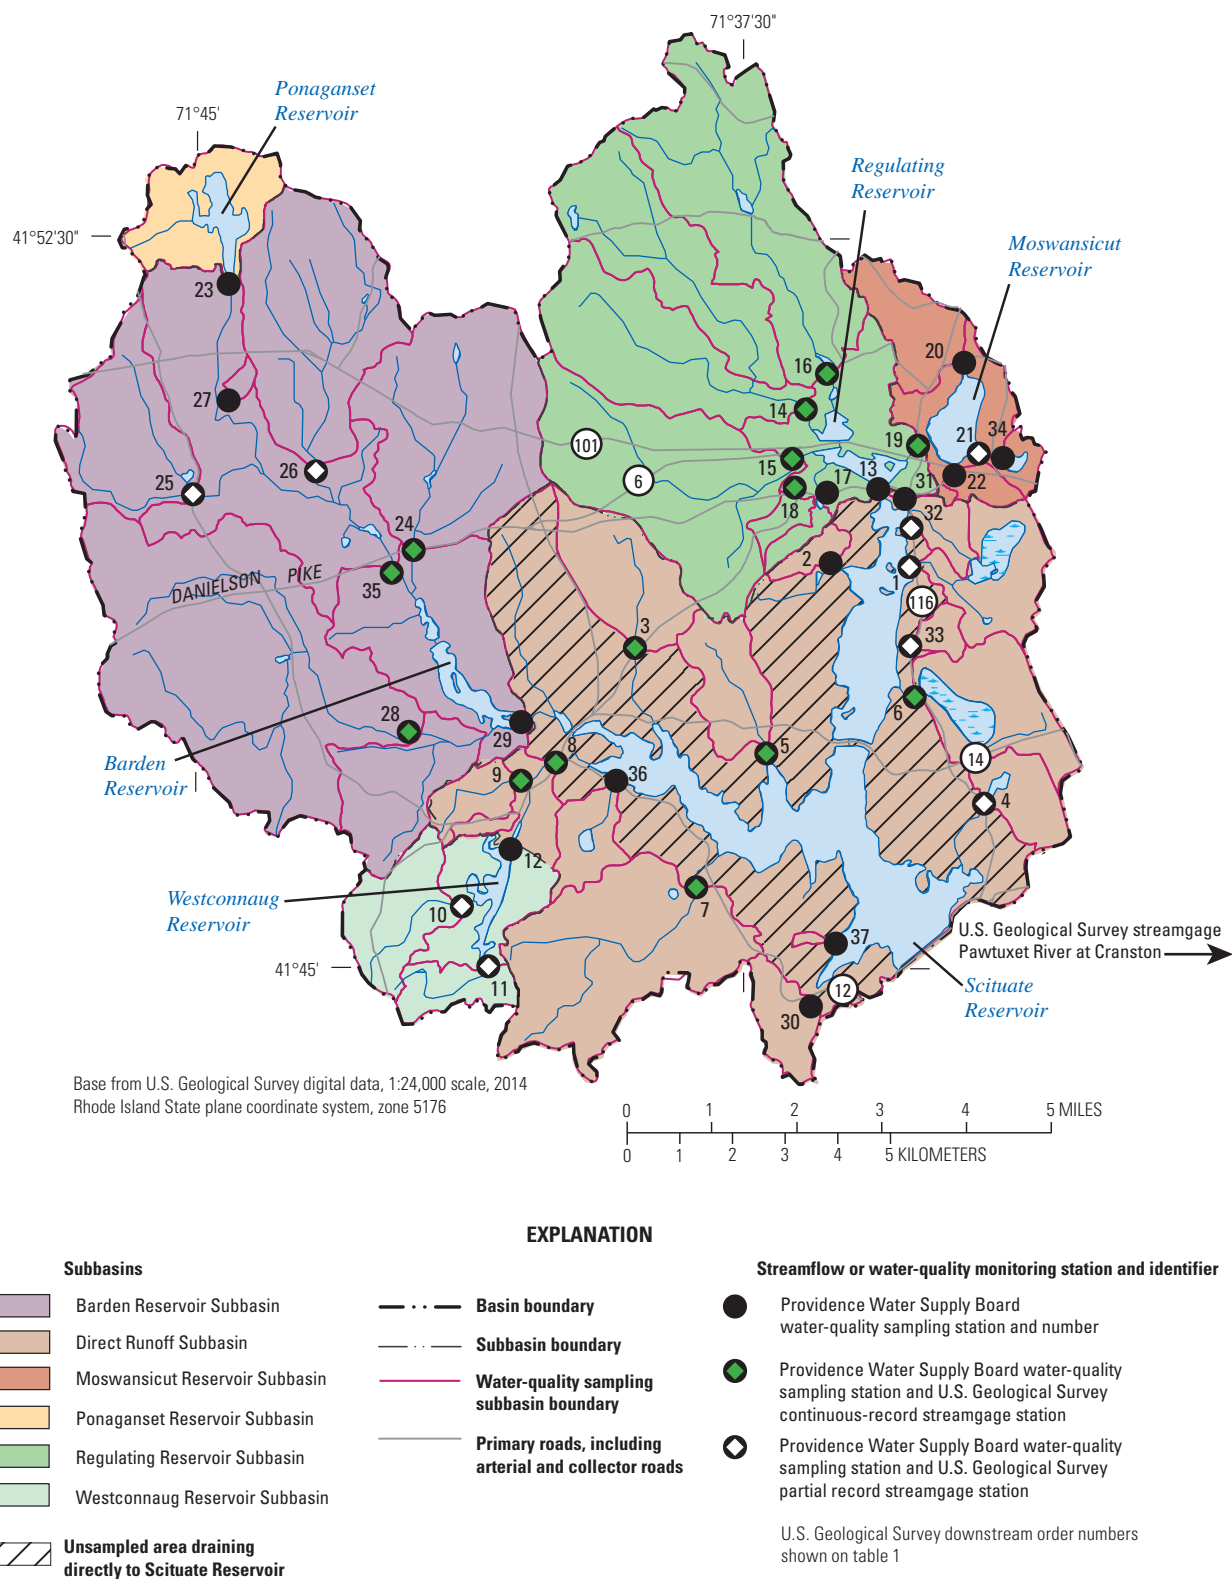 71°37'30"
Ponaganset
Reservoir
71°45'
Regulating
Reservoir
41°52'30"
Moswansicut
Reservoir
23
20
16
27
14
19
21
34
101
26
15
13
6
25
17
31
22
18
24
32
2
DANIELSON PIKE
35
1
116
3
33
28
6
29
8
5
14
Barden
Reservoir
9
36
4
12
Westconnaug
Reservoir
10
7
U.S. Geological Survey streamgage
Pawtuxet River at Cranston
37
41°45'
11
12
Scituate
Reservoir
30
Base from U.S. Geological Survey digital data, 1:24,000 scale, 2014
Rhode Island State plane coordinate system, zone 5176
0 1 2 3 4 5 MILES
0 1 2 3 4 5 KILOMETERS
EXPLANATION
Subbasins
Barden Reservoir Subbasin
Direct Runoff Subbasin
Moswansicut Reservoir Subbasin
Ponaganset Reservoir Subbasin
Regulating Reservoir Subbasin
Westconnaug Reservoir Subbasin
Unsampled area draining
directly to Scituate Reservoir
Basin boundary
Subbasin boundary
Water-quality sampling
subbasin boundary
Primary roads, including
arterial and collector roads
Streamflow or water-quality monitoring station and identifier
Providence Water Supply Board
water-quality sampling station and number
Providence Water Supply Board water-quality
sampling station and U.S. Geological Survey
continuous-record streamgage station
Providence Water Supply Board water-quality
sampling station and U.S. Geological Survey
partial record streamgage station
U.S. Geological Survey downstream order numbers
shown on table 1